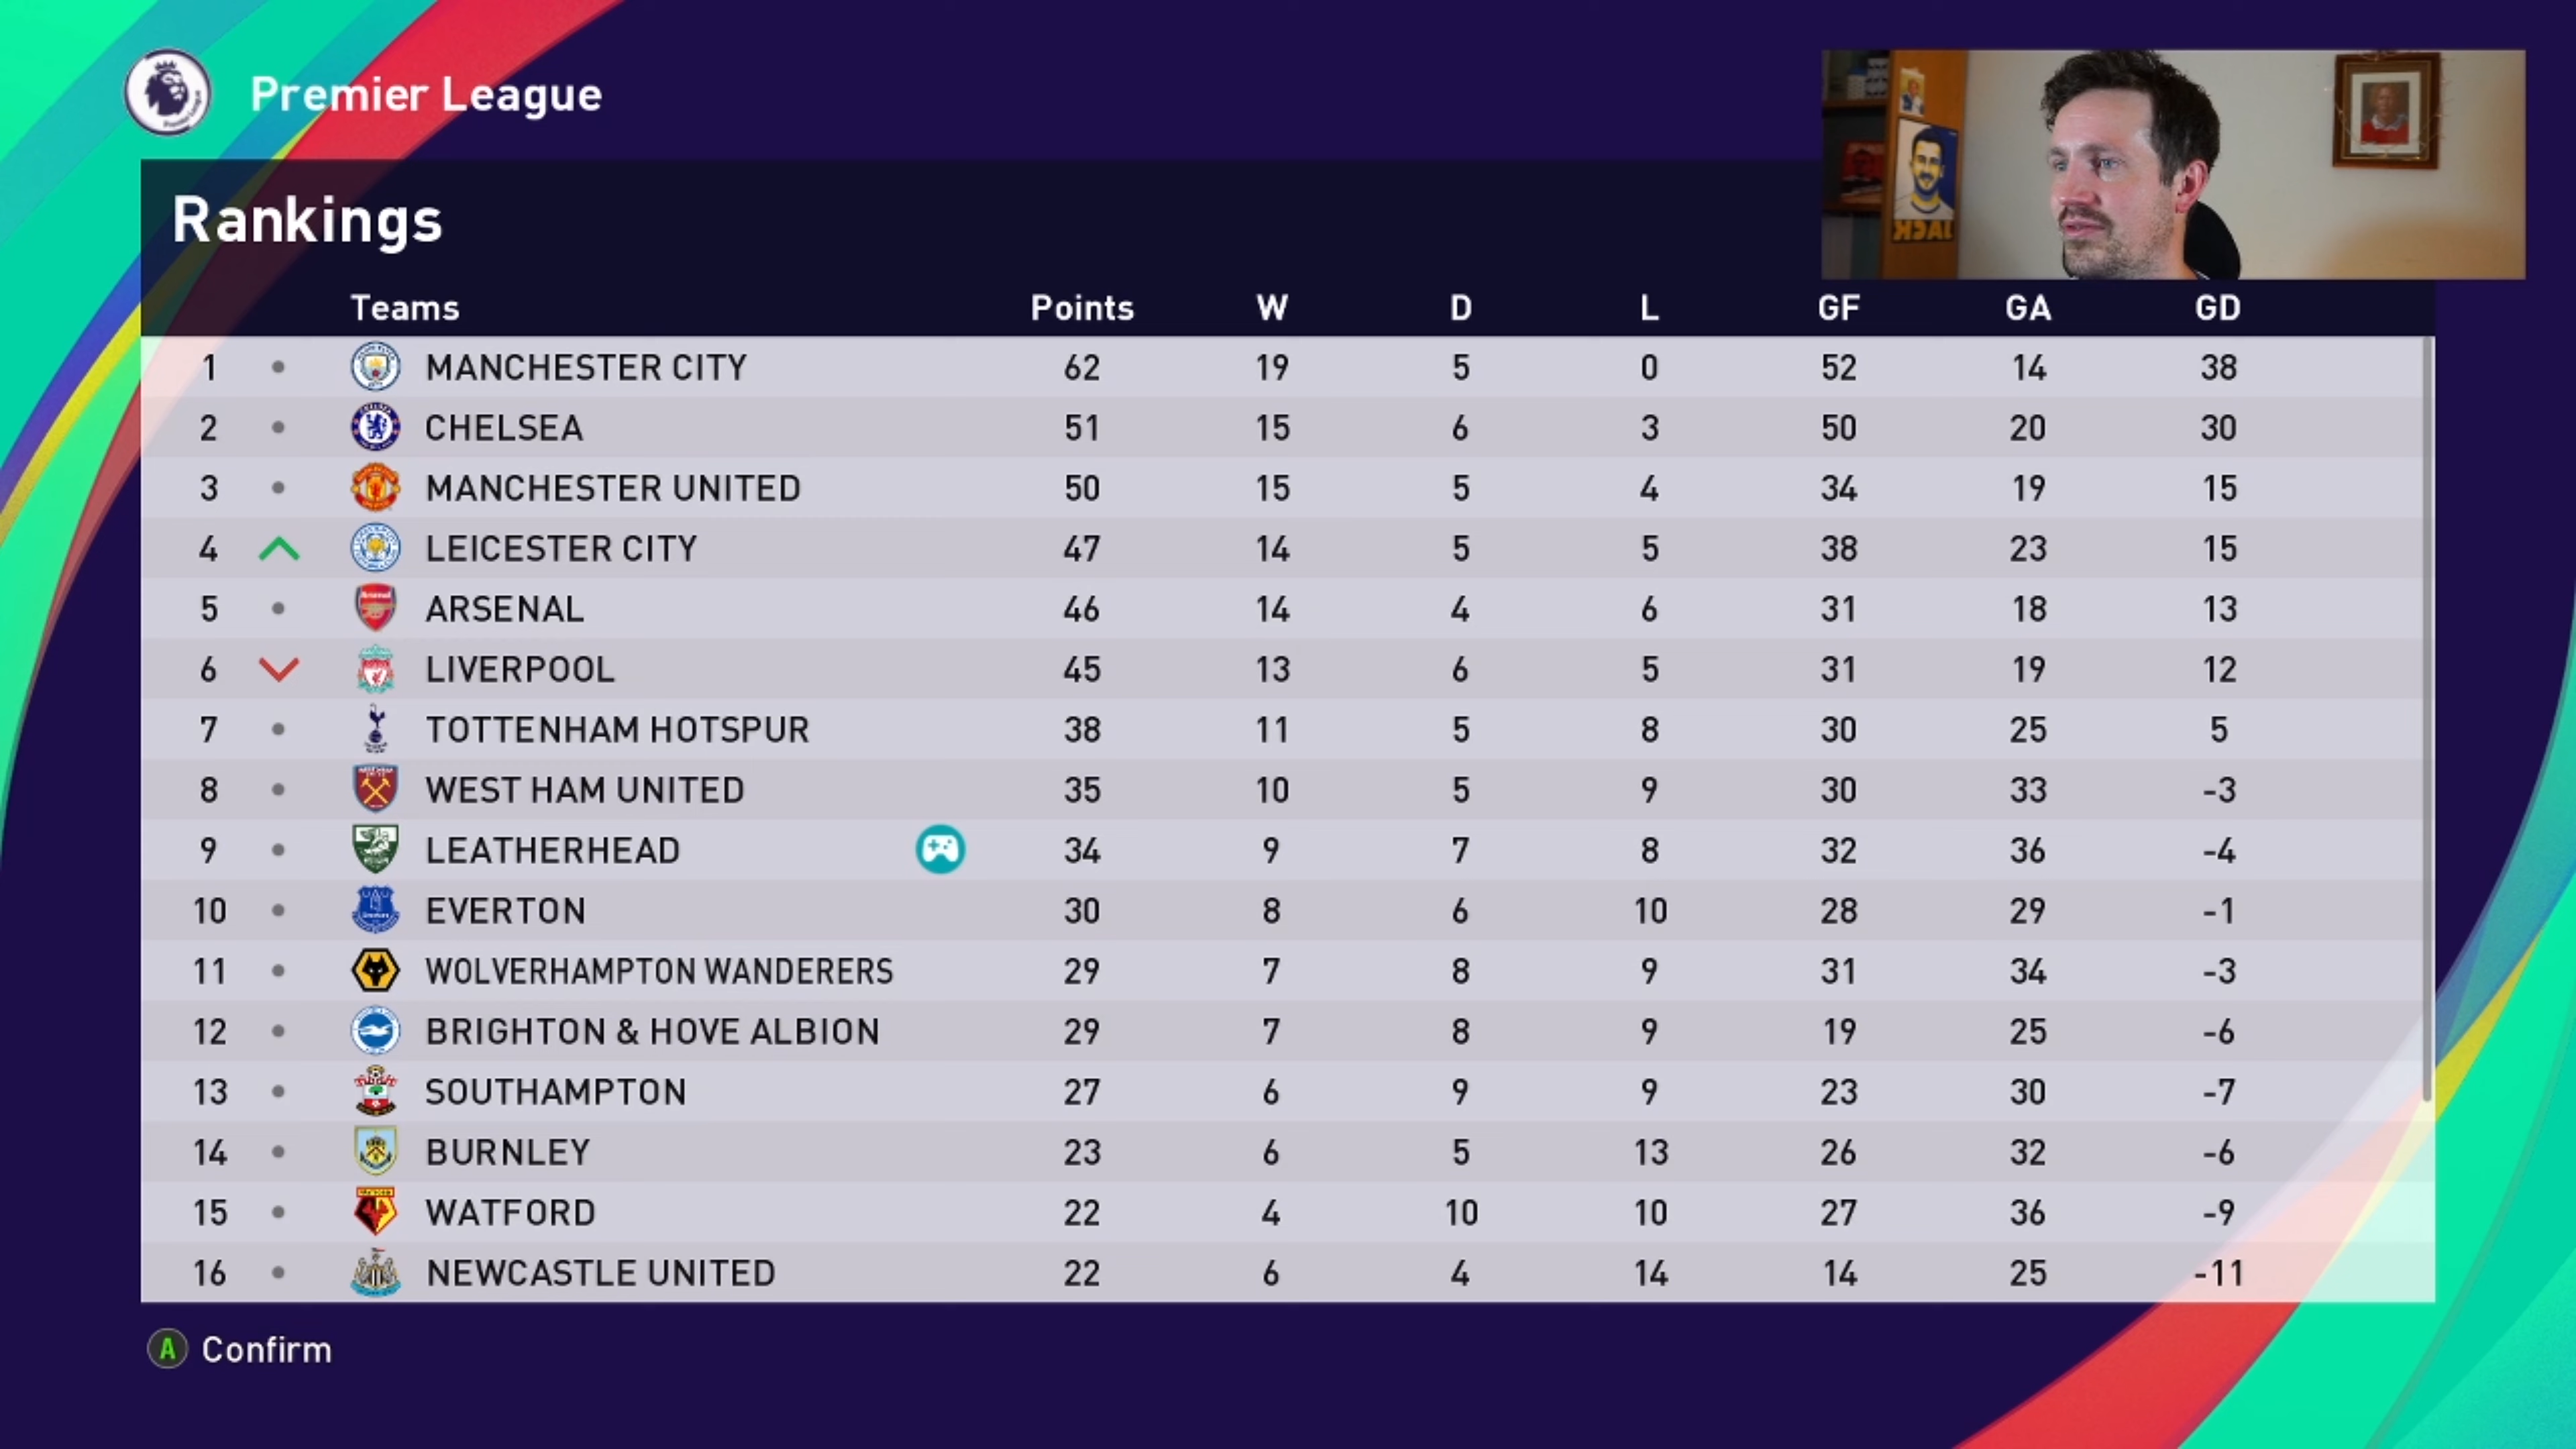 Premier League
Rankings
Teams Points W D L GF GA GD
1 MANCHESTER CITY 62 19 5 0 52 14 38
2 CHELSEA 51 15 6 3 50 20 30
3 MANCHESTER UNITED 50 15 5 4 34 19 15
4 LEICESTER CITY 47 14 5 5 38 23 15
5 ARSENAL 46 14 4 6 31 18 13
6 LIVERPOOL 45 13 6 5 31 19 12
7 TOTTENHAM HOTSPUR 38 11 5 8 30 25 5
8 WEST HAM UNITED 35 10 5 9 30 33 -3
9 LEATHERHEAD 34 9 7 8 32 36 -4
10 EVERTON 30 8 6 10 28 29 -1
11 WOLVERHAMPTON WANDERERS 29 7 8 9 31 34 -3
12 BRIGHTON & HOVE ALBION 29 7 8 9 19 25 -6
13 SOUTHAMPTON 27 6 9 9 23 30 -7
14 BURNLEY 23 6 5 13 26 32 -6
15 WATFORD 22 4 10 10 27 36 -9
16 NEWCASTLE UNITED 22 6 4 14 14 25 -11
A Confirm
JACK